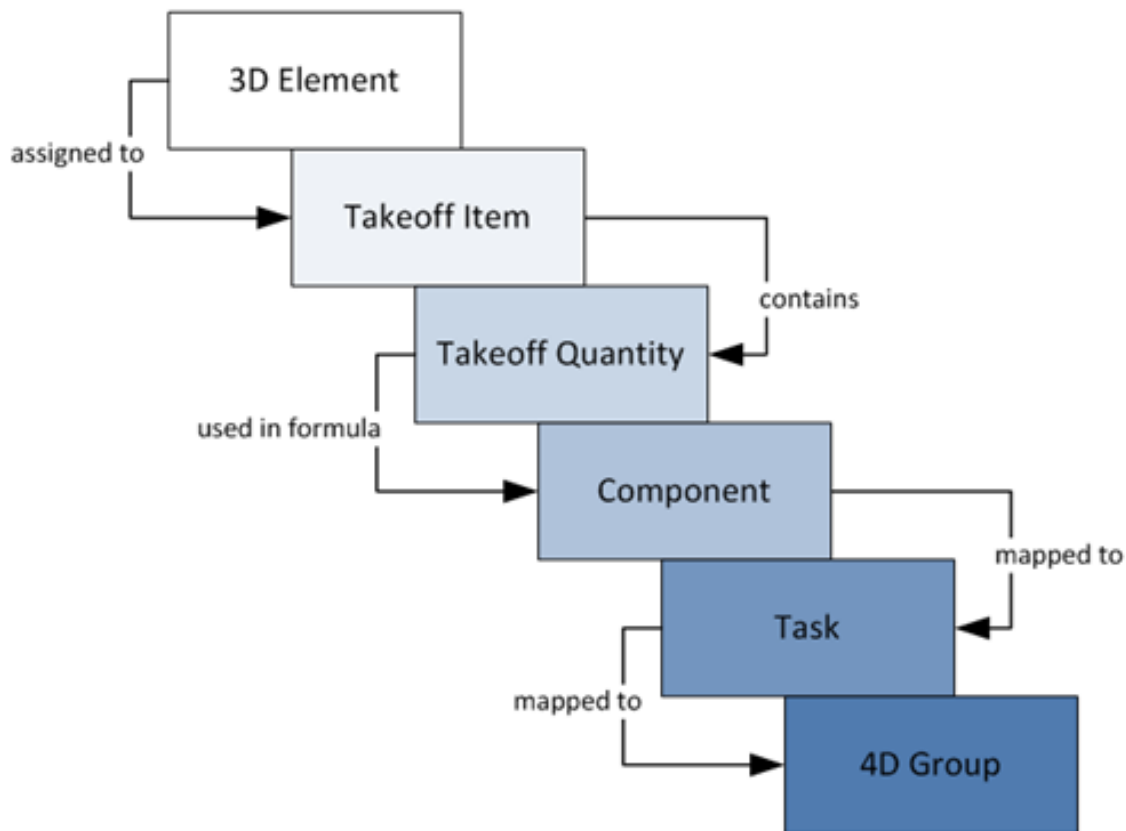 3D Element
assigned to
Takeoff Item
contains
Takeoff Quantity
used in formula
Component
mapped to
Task
mapped to
4D Group